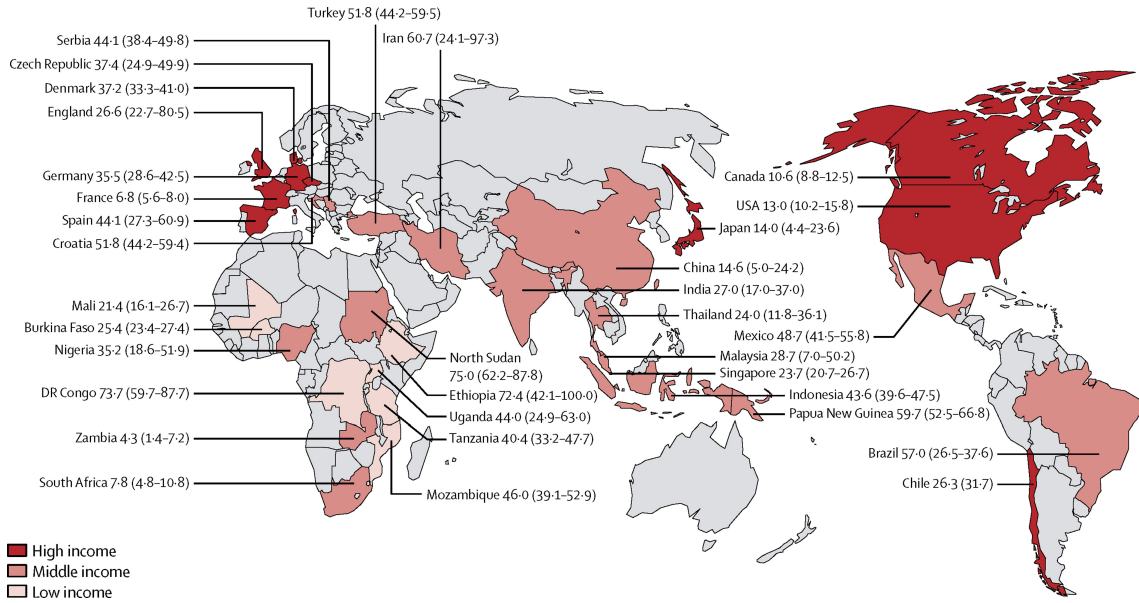 Turkey 51·8 (44·2–59·5)
Serbia 44·1 (38·4–49·8)
Iran 60·7 (24·1–97·3)
Czech Republic 37·4 (24·9–49·9)
Denmark 37·2 (33·3–41·0)
England 26·6 (22·7–80·5)
Germany 35·5 (28·6–42·5)
France 6·8 (5·6–8·0)
Spain 44·1 (27·3–60·9)
Croatia 51·8 (44·2–59·4)
Mali 21·4 (16·1–26·7)
Burkina Faso 25·4 (23·4–27·4)
Nigeria 35·2 (18·6–51·9)
DR Congo 73·7 (59·7–87·7)
Zambia 4·3 (1·4–7·2)
South Africa 7·8 (4·8–10·8)
North Sudan
75·0 (62·2–87·8)
Ethiopia 72·4 (42·1–100·0)
Uganda 44·0 (24·9–63·0)
Tanzania 40·4 (33·2–47·7)
Mozambique 46·0 (39·1–52·9)
Canada 10·6 (8·8–12·5)
USA 13·0 (10·2–15·8)
Japan 14·0 (4·4–23·6)
China 14·6 (5·0–24·2)
India 27·0 (17·0–37·0)
Thailand 24·0 (11·8–36·1)
Mexico 48·7 (41·5–55·8)
Malaysia 28·7 (7·0–50·2)
Singapore 23·7 (20·7–26·7)
Indonesia 43·6 (39·6–47·5)
Papua New Guinea 59·7 (52·5–66·8)
Brazil 57·0 (26·5–37·6)
Chile 26·3 (31·7)
High income
Middle income
Low income